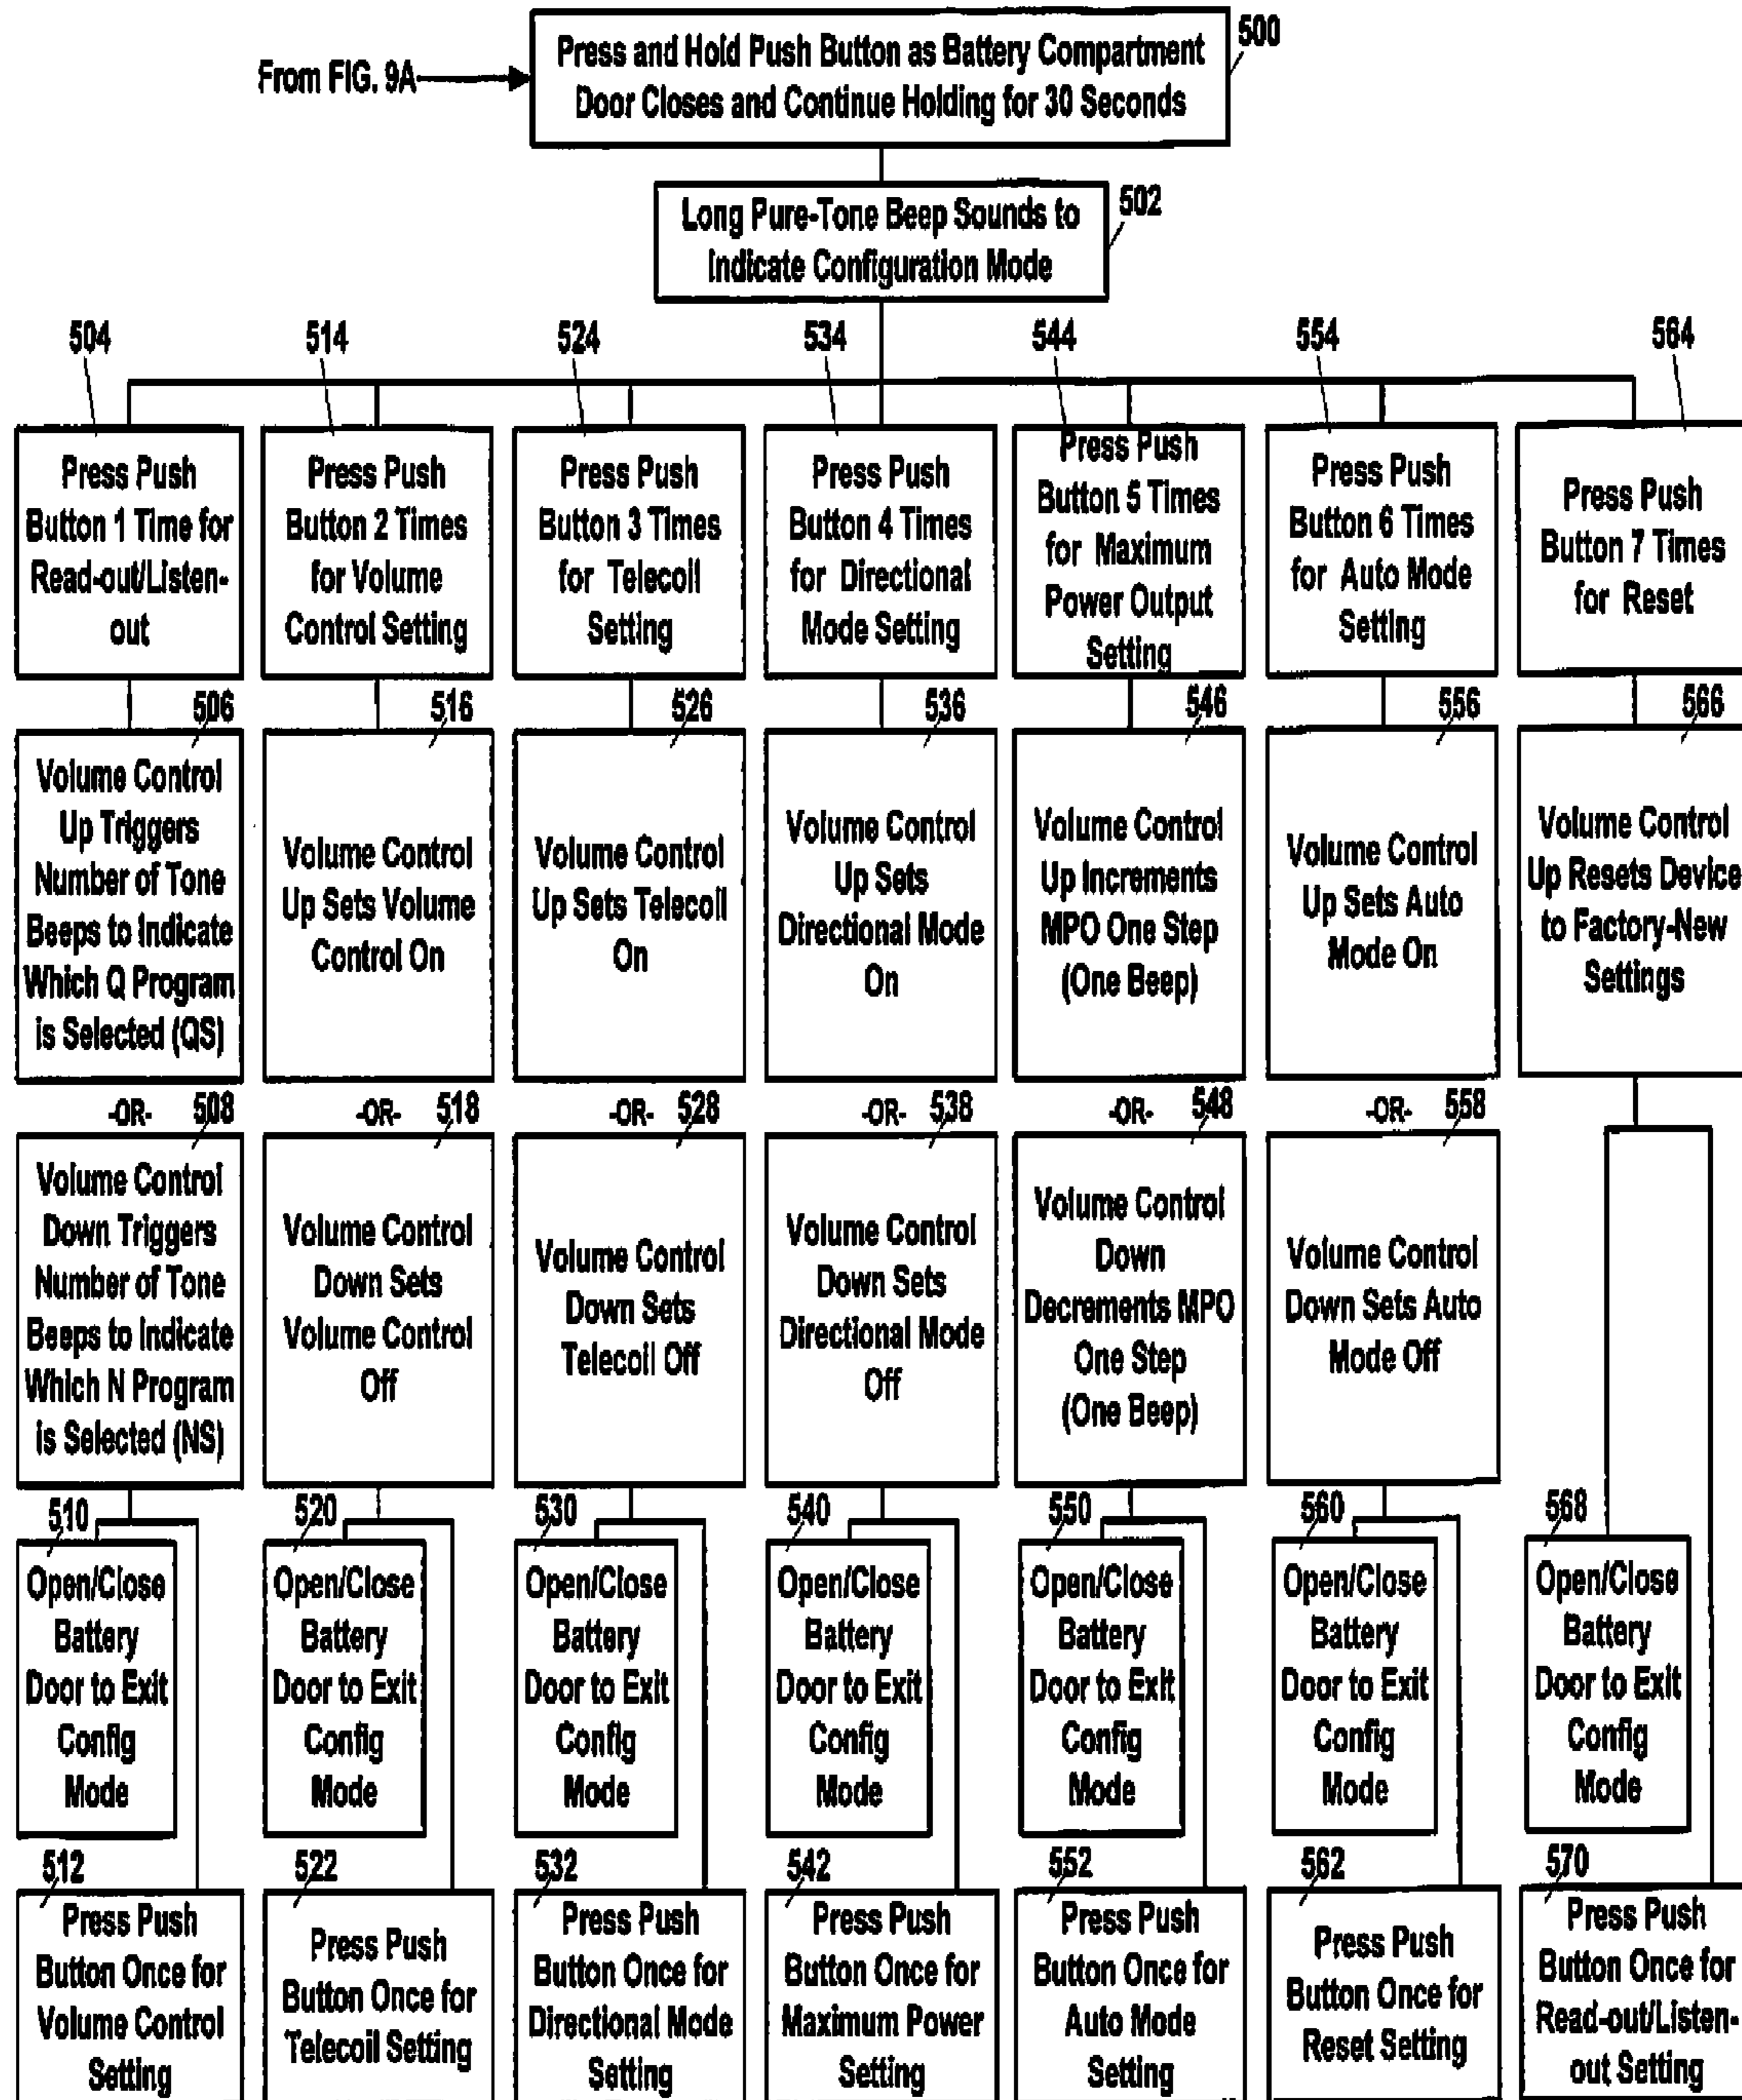 From FIG. 9A
Press and Hold Push Button as Battery Compartment
Door Closes and Continue Holding for 30 Seconds
500
Long Pure-Tone Beep Sounds to
Indicate Configuration Mode
502
504
Press Push
Button 1 Time for
Read-out/Listen-
out
514
Press Push
Button 2 Times
for Volume
Control Setting
524
Press Push
Button 3 Times
for Telecoil
Setting
534
Press Push
Button 4 Times
for Directional
Mode Setting
544
Press Push
Button 5 Times
for Maximum
Power Output
Setting
554
Press Push
Button 6 Times
for Auto Mode
Setting
564
Press Push
Button 7 Times
for Reset
506
Volume Control
Up Triggers
Number of Tone
Beeps to Indicate
Which Q Program
is Selected (QS)
516
Volume Control
Up Sets Volume
Control On
526
Volume Control
Up Sets Telecoil
On
536
Volume Control
Up Sets
Directional Mode
On
546
Volume Control
Up Increments
MPO One Step
(One Beep)
556
Volume Control
Up Sets Auto
Mode On
566
Volume Control
Up Resets Device
to Factory-New
Settings
-OR- 508
Volume Control
Down Triggers
Number of Tone
Beeps to Indicate
Which N Program
is Selected (NS)
-OR- 518
Volume Control
Down Sets
Volume Control
Off
-OR- 528
Volume Control
Down Sets
Telecoil Off
-OR- 538
Volume Control
Down Sets
Directional Mode
Off
-OR- 548
Volume Control
Down
Decrements MPO
One Step
(One Beep)
-OR- 558
Volume Control
Down Sets Auto
Mode Off
510
Open/Close
Battery
Door to Exit
Config
Mode
520
Open/Close
Battery
Door to Exit
Config
Mode
530
Open/Close
Battery
Door to Exit
Config
Mode
540
Open/Close
Battery
Door to Exit
Config
Mode
550
Open/Close
Battery
Door to Exit
Config
Mode
560
Open/Close
Battery
Door to Exit
Config
Mode
568
Open/Close
Battery
Door to Exit
Config
Mode
512
Press Push
Button Once for
Volume Control
Setting
522
Press Push
Button Once for
Telecoil Setting
532
Press Push
Button Once for
Directional Mode
Setting
542
Press Push
Button Once for
Maximum Power
Setting
552
Press Push
Button Once for
Auto Mode
Setting
562
Press Push
Button Once for
Reset Setting
570
Press Push
Button Once for
Read-out/Listen-
out Setting